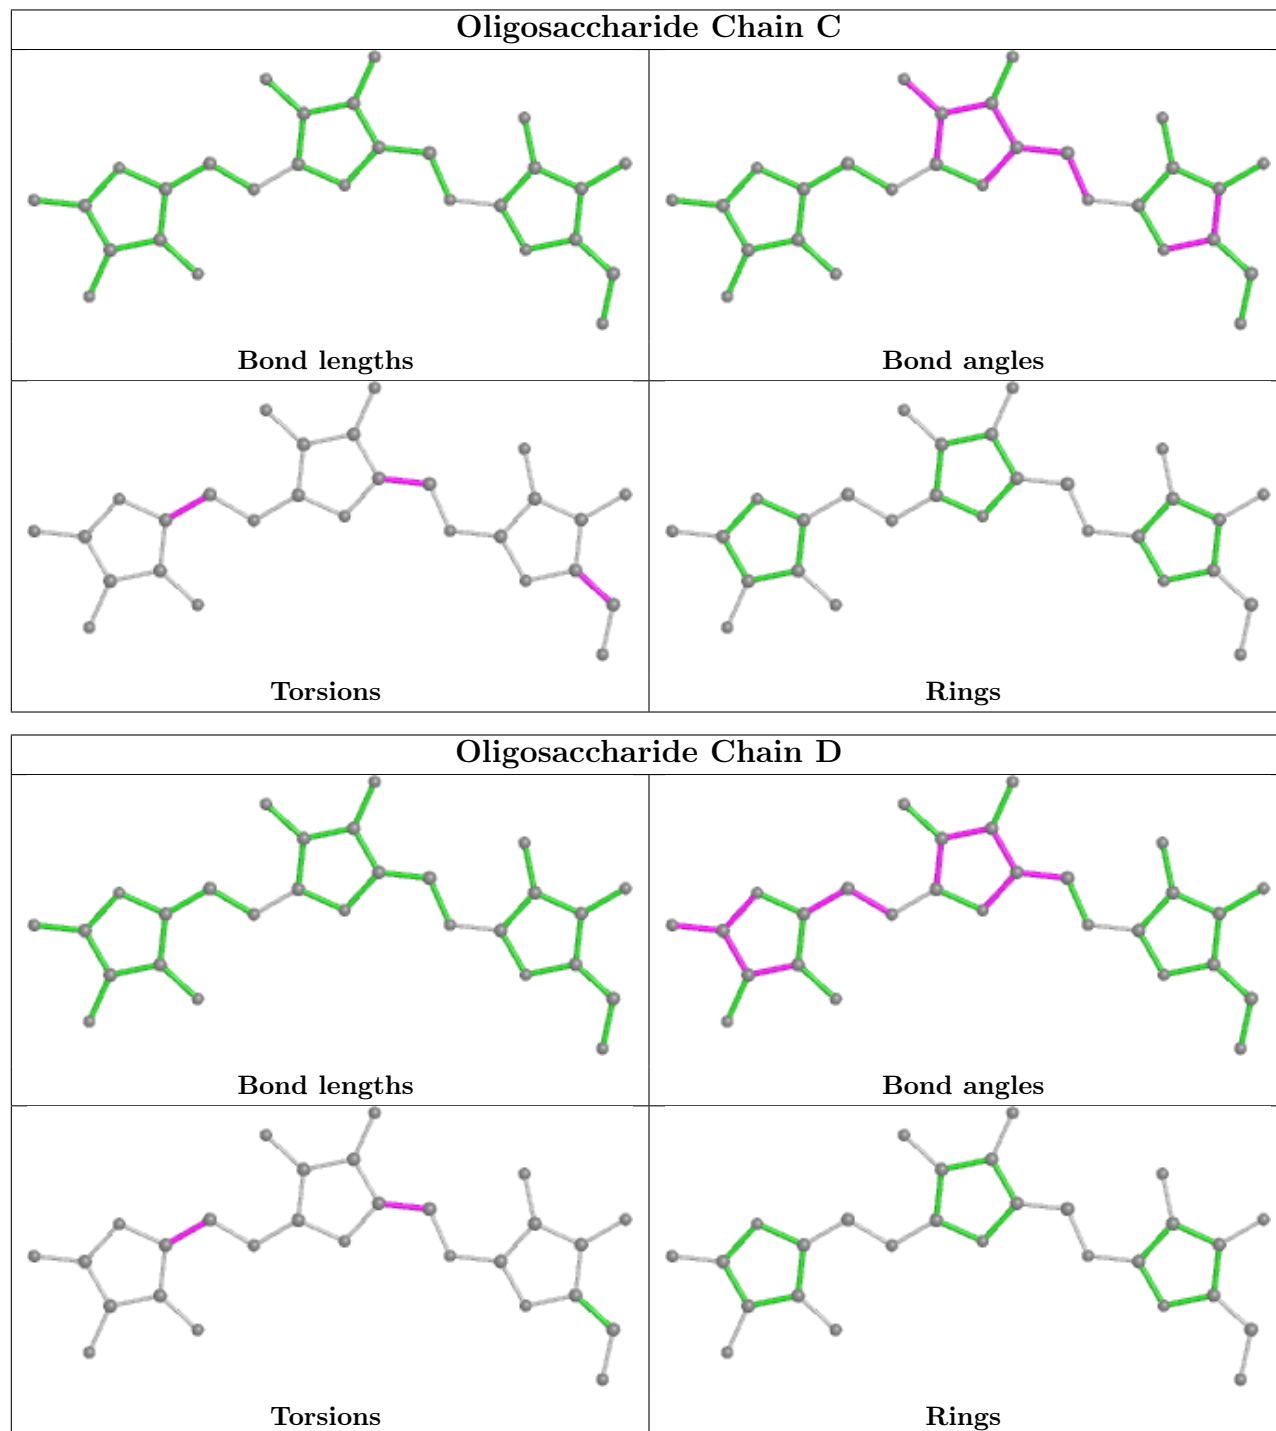 Oligosaccharide Chain C
Bond lengths
Bond angles
Torsions
Rings
Oligosaccharide Chain D
Bond lengths
Bond angles
Torsions
Rings